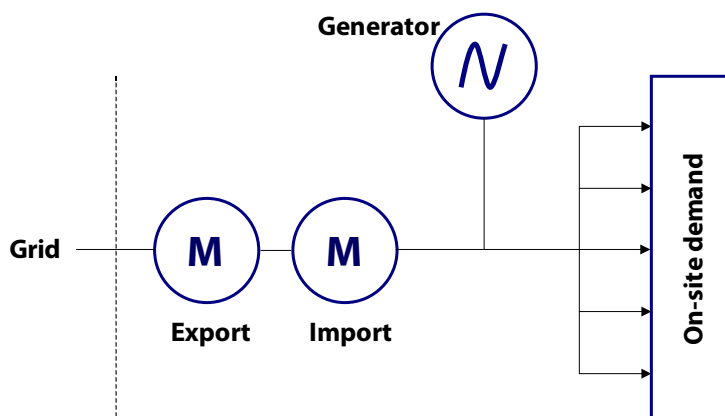 Generator
Grid
M
M
Export
Import
On-site demand